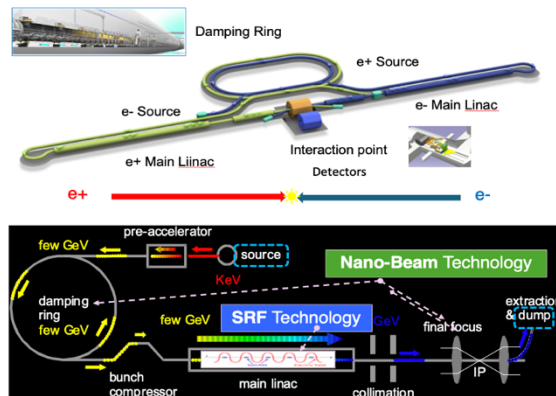 Damping Ring
e+ Source
e- Source
e- Main Linac
e+ Main Liinac
Interaction point
Detectors
e+
e-
pre-accelerator
few GeV
source
KeV
Nano-Beam Technology
damping
ring
few GeV
few GeV
SRF Technology
GeV
extraction
& dump
final focus
IP
bunch
compressor
main linac
collimation